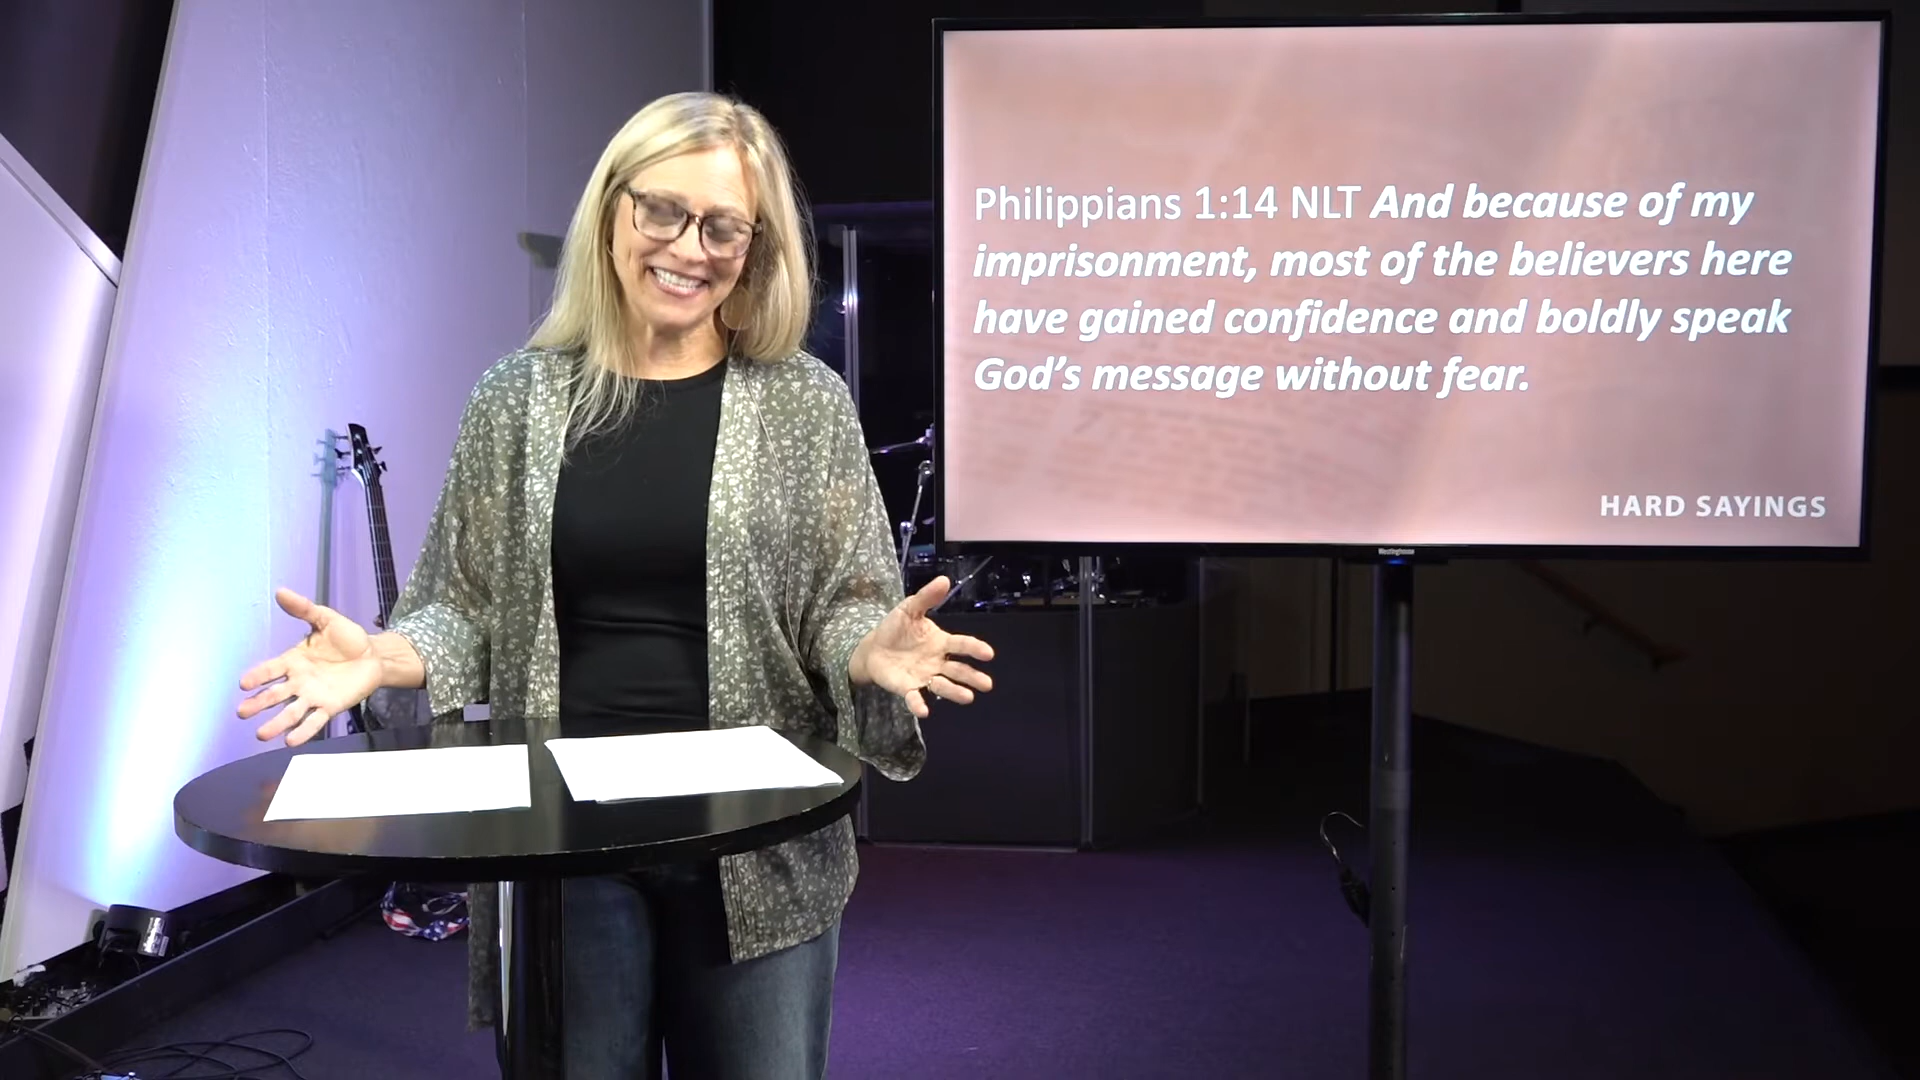 Philippians 1:14 NLT And because of my
imprisonment, most of the believers here
have gained confidence and boldly speak
God’s message without fear.
HARD SAYINGS
Westinghouse